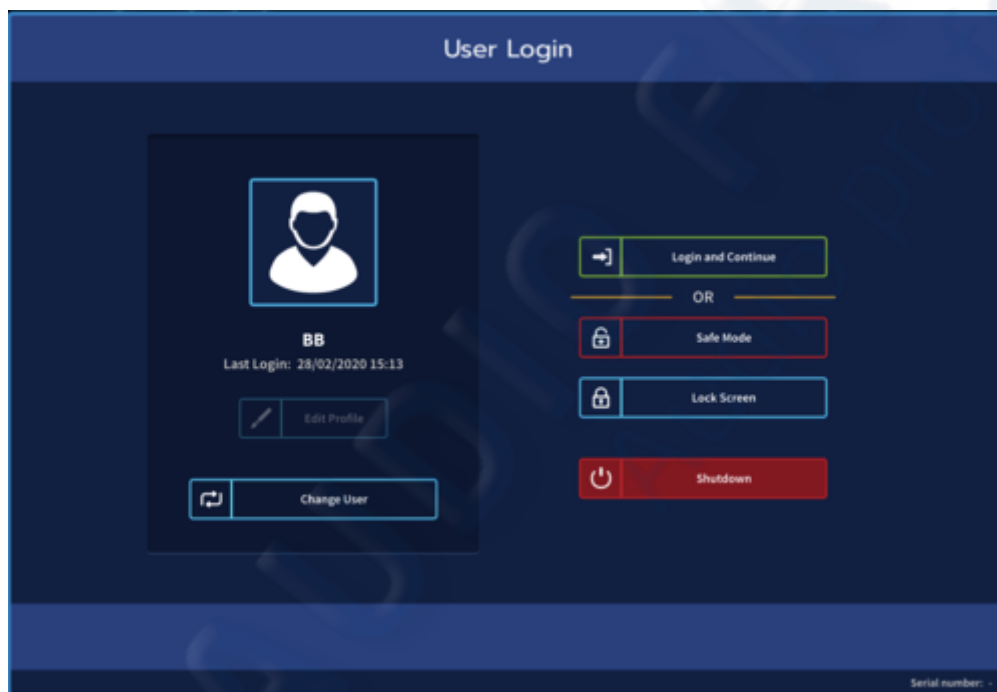 User Login
BB
Last Login: 28/02/2020 15:13
Edit Profile
Change User
Login and Continue
OR
Safe Mode
Lock Screen
Shutdown
Serial number: -